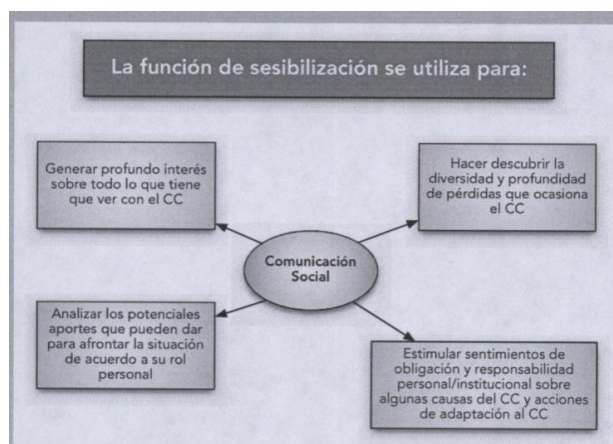 La función de sesibilización se utiliza para:
Generar profundo interés
sobre todo lo que tiene
que ver con el CC
Hacer descubrir la
diversidad y profundidad
de pérdidas que ocasiona
el CC
Comunicación
Social
Analizar los potenciales
aportes que pueden dar
para afrontar la situación
de acuerdo a su rol
personal
Estimular sentimientos de
obligación y responsabilidad
personal/institucional sobre
algunas causas del CC y acciones
de adaptación al CC